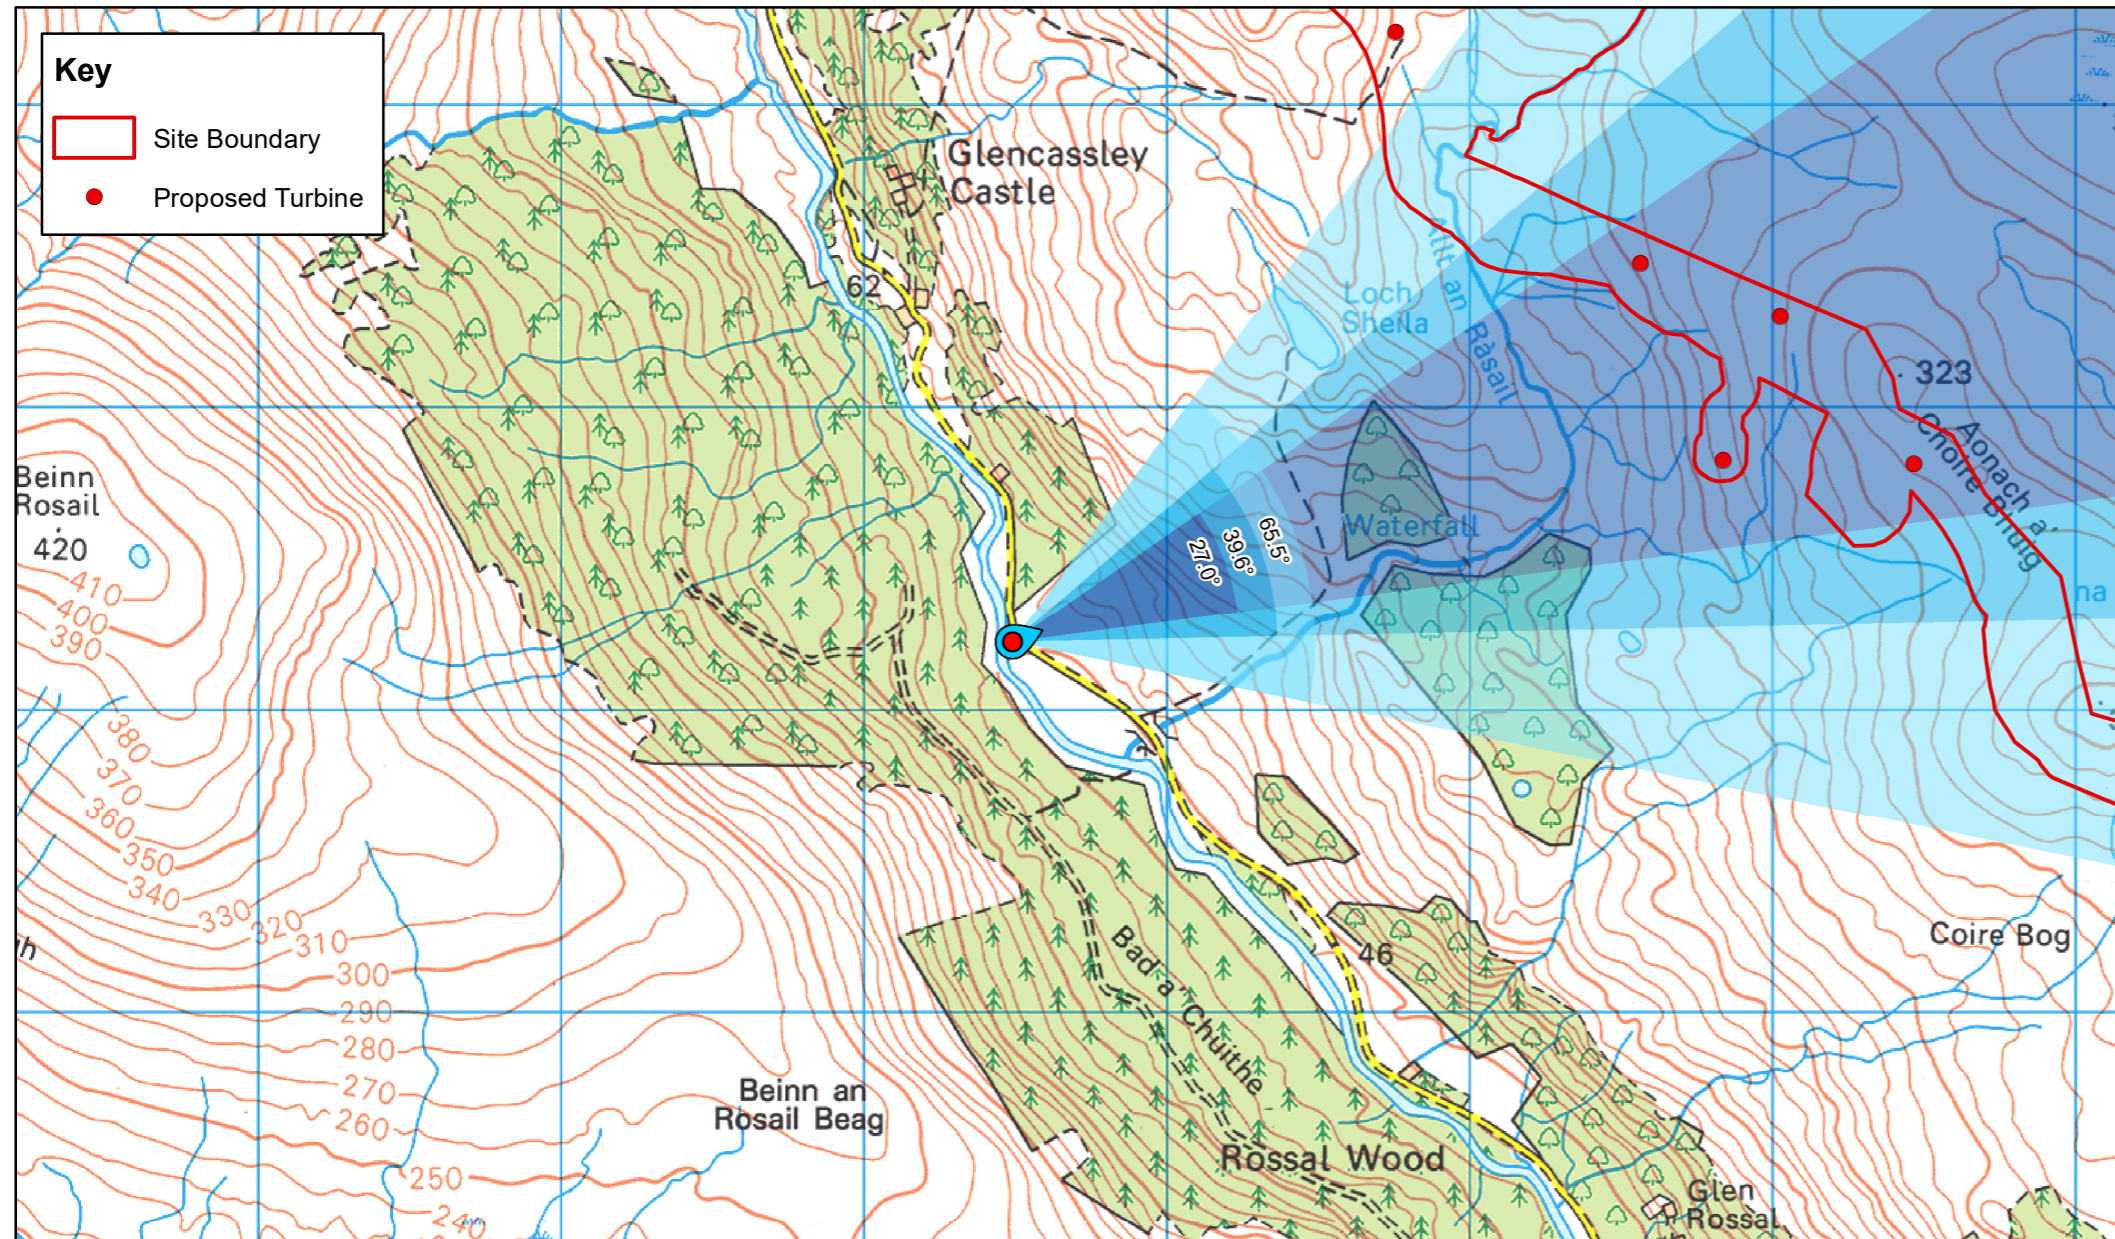 Key
Site Boundary
Proposed Turbine
Glencassley
Castle
62
Loch
Sheila
Allt an Ràsail
323
Aonach a'
Choire Bhuig
Beinn
Rosail
420
Waterfall
65.5°
39.6°
27.0°
na
410
400
390
380
370
360
350
340
330
320
310
300
290
280
270
260
250
240
46
Coire Bog
Bad a' Chuithe
Beinn an
Rosail Beag
Rossal Wood
Glen
Rossal